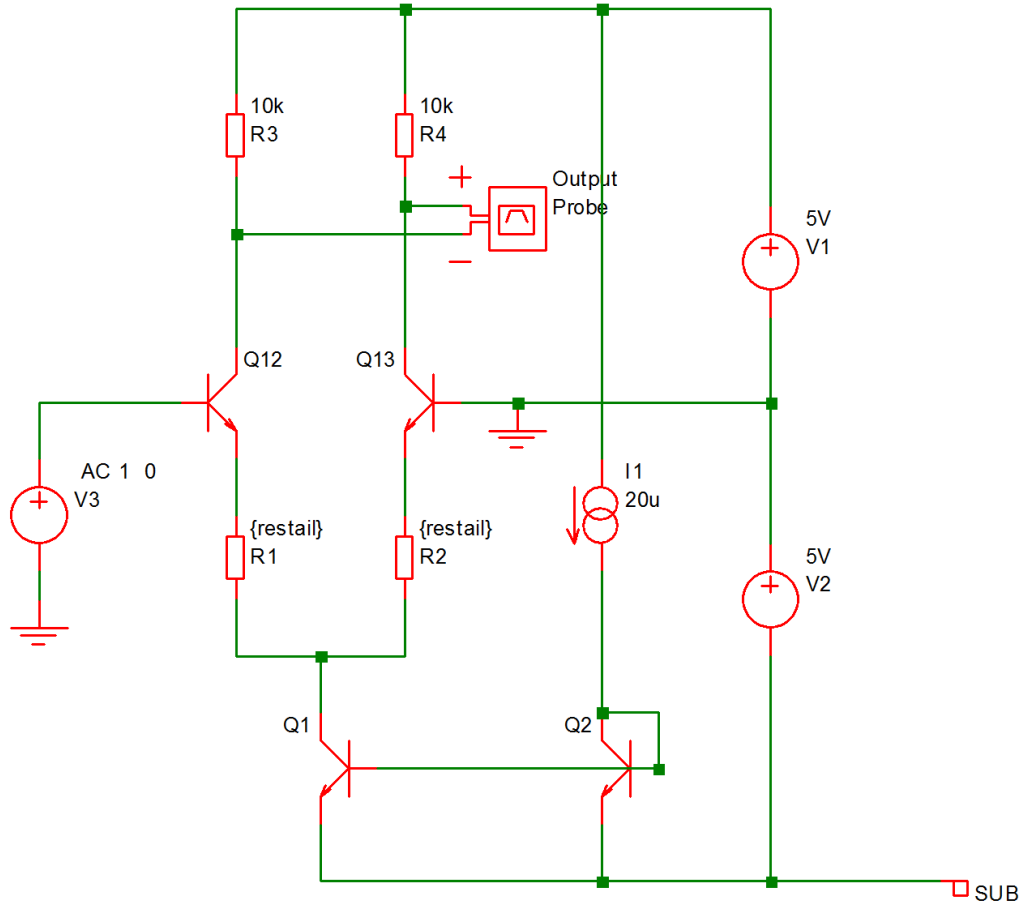 10k
R3
10k
R4
Output
Probe
5V
V1
Q12
Q13
AC 1 0
V3
I1
20u
{restail}
R1
{restail}
R2
5V
V2
Q1
Q2
SUB